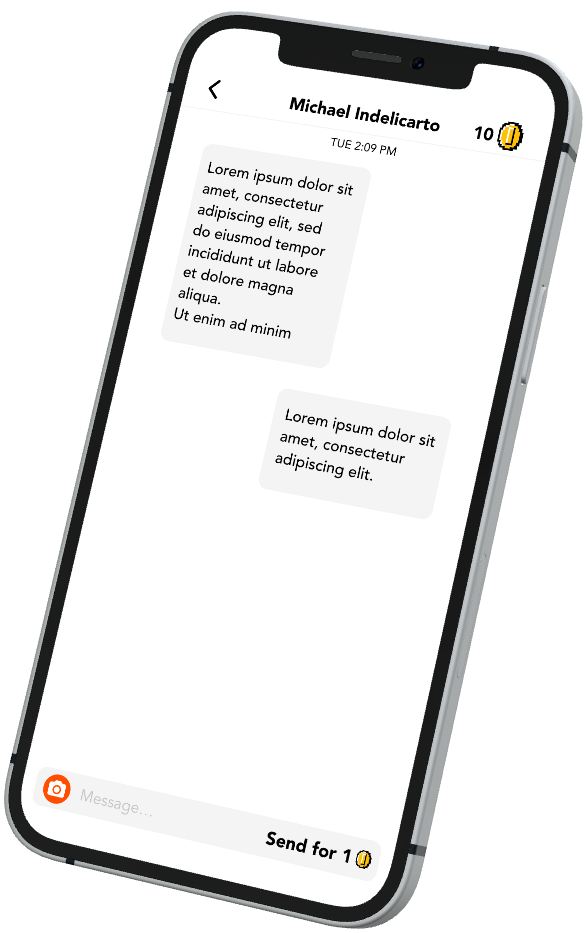 Michael Indelicarto
10
TUE 2:09 PM
Lorem ipsum dolor sit
amet, consectetur
adipiscing elit, sed
do eiusmod tempor
incididunt ut labore
et dolore magna
aliqua.
Ut enim ad minim
Lorem ipsum dolor sit
amet, consectetur
adipiscing elit.
Message...
Send for 1